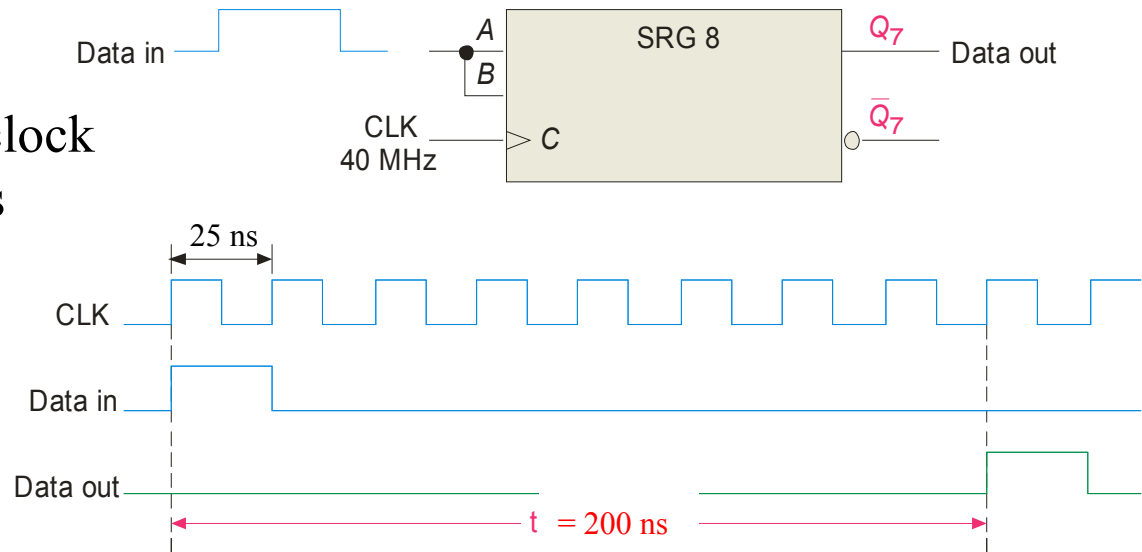 A SRG 8 Q7
Data in Data out
B
clock
CLK C Q̅7
40 MHz
s
25 ns
CLK
Data in
Data out
t = 200 ns